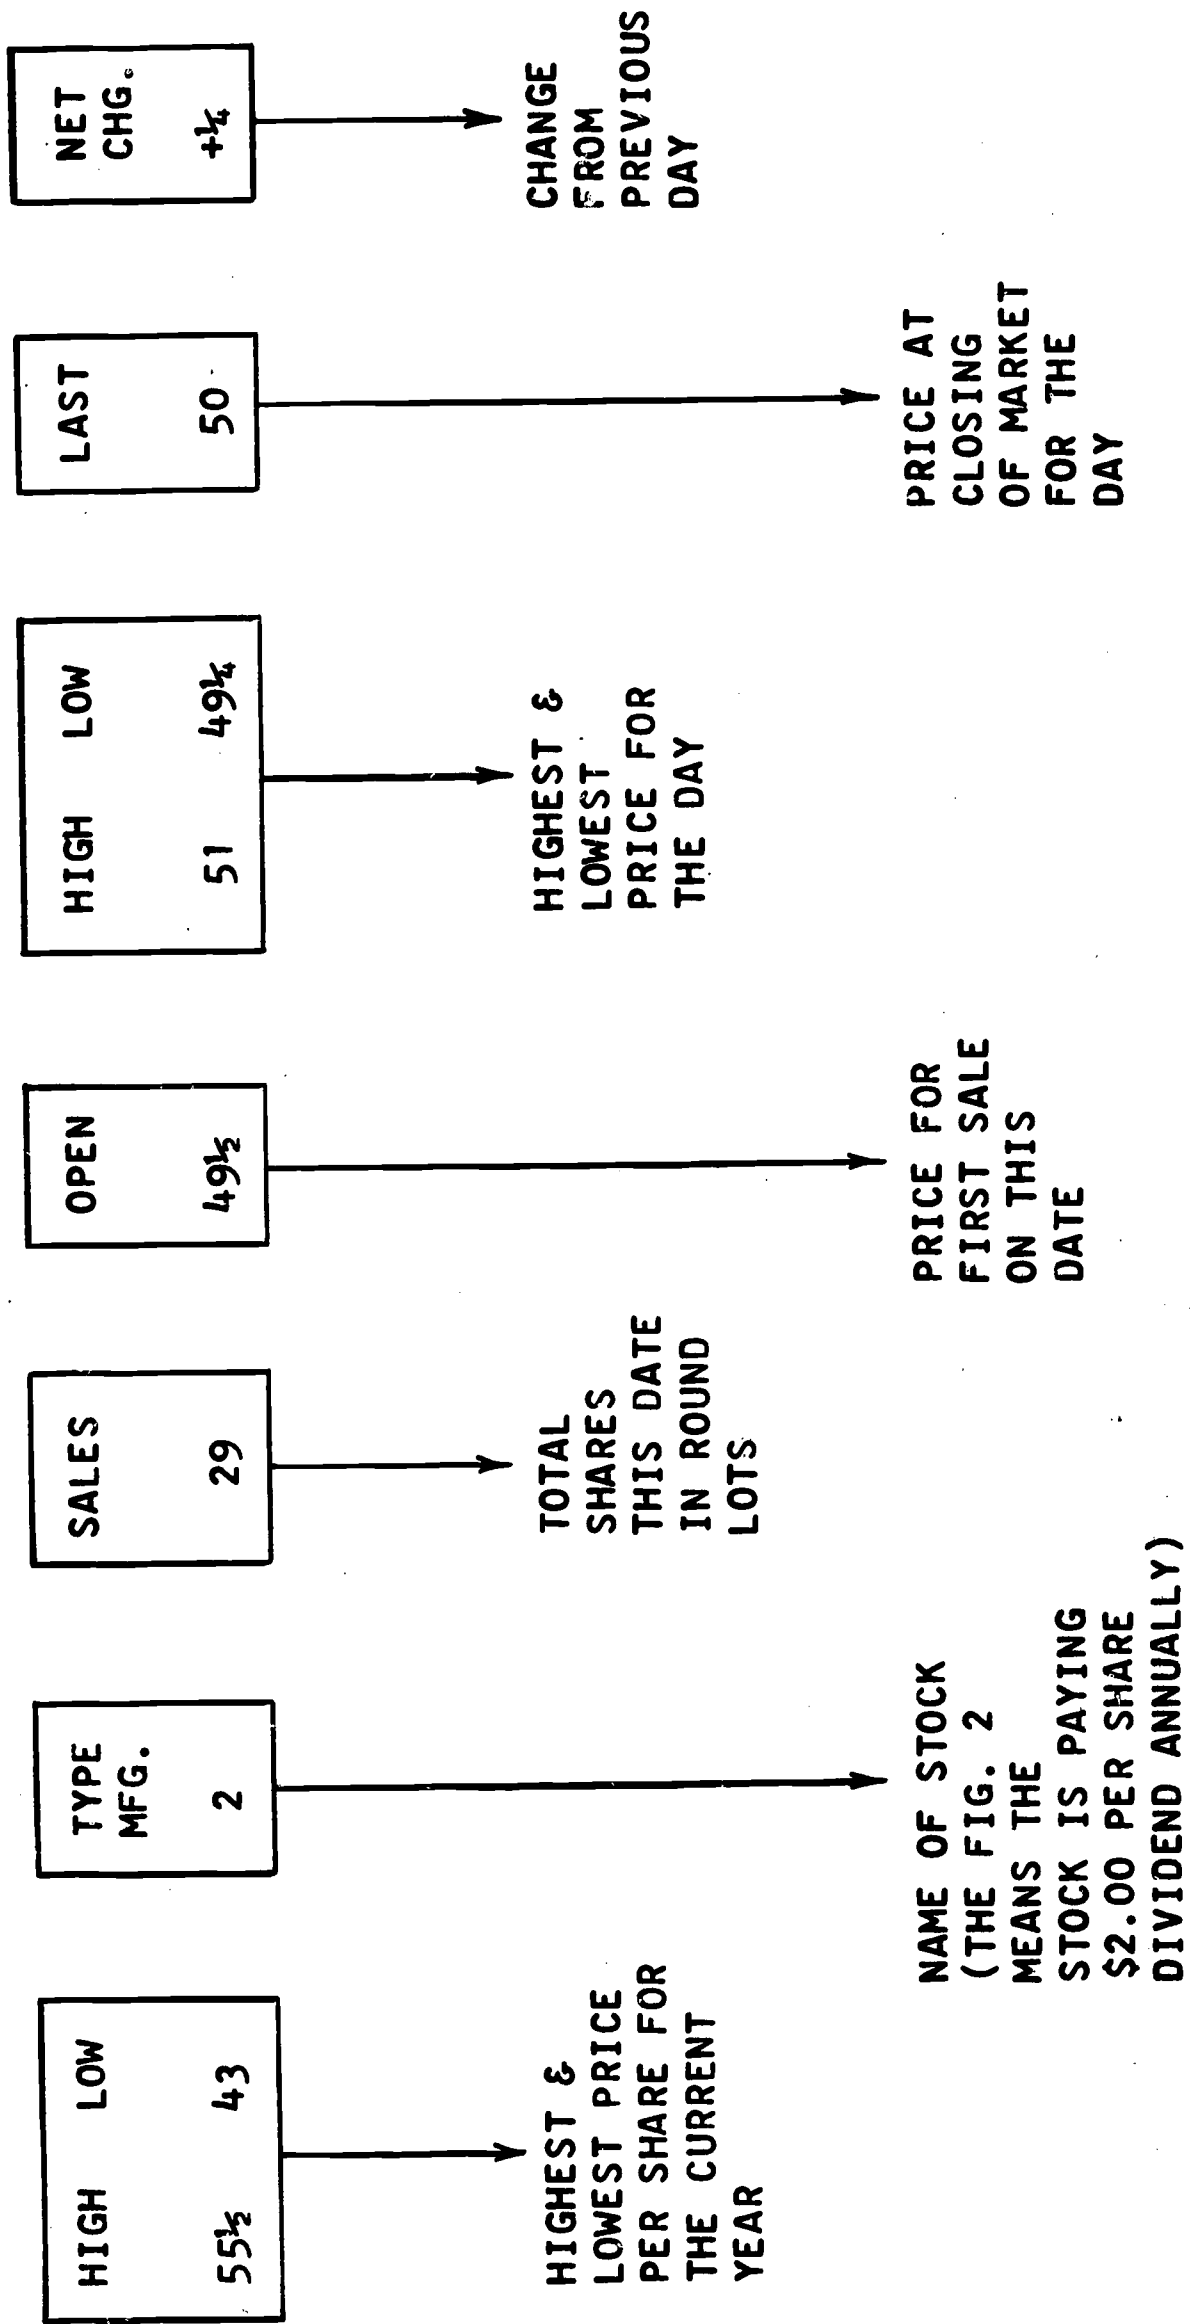 HIGH LOW
55½ 43
HIGHEST &
LOWEST PRICE
PER SHARE FOR
THE CURRENT
YEAR
TYPE
MFG.
2
NAME OF STOCK
(THE FIG. 2
MEANS THE
STOCK IS PAYING
$2.00 PER SHARE
DIVIDEND ANNUALLY)
SALES
29
TOTAL
SHARES
THIS DATE
IN ROUND
LOTS
OPEN
49½
PRICE FOR
FIRST SALE
ON THIS
DATE
HIGH LOW
51 49¼
HIGHEST &
LOWEST
PRICE FOR
THE DAY
LAST
50
PRICE AT
CLOSING
OF MARKET
FOR THE
DAY
NET
CHG.
+¼
CHANGE
FROM
PREVIOUS
DAY